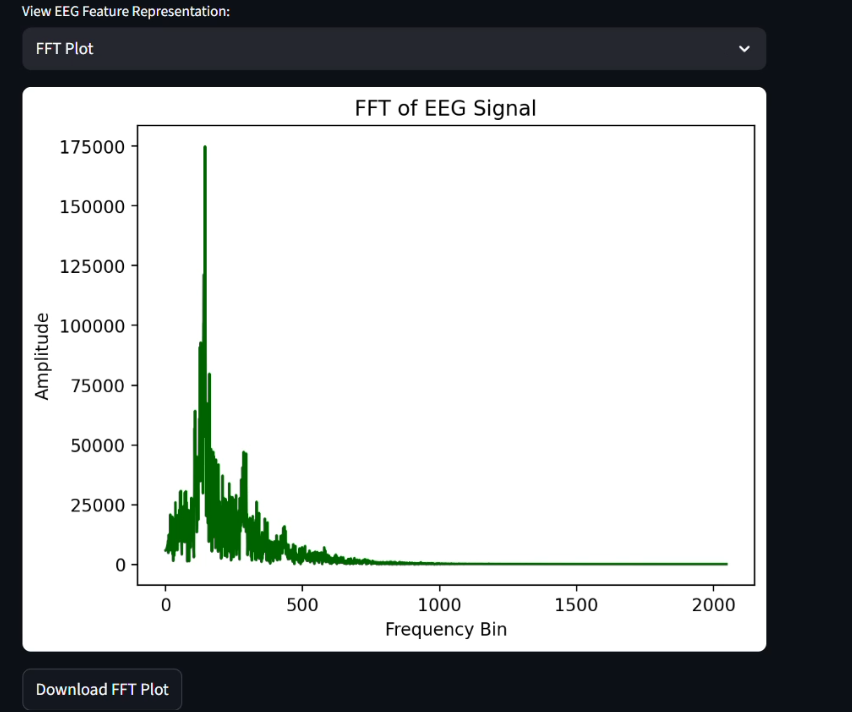 View EEG Feature Representation:
FFT Plot
FFT of EEG Signal
175000
150000
125000
100000
75000
50000
25000
0
Amplitude
0 500 1000 1500 2000
Frequency Bin
Download FFT Plot